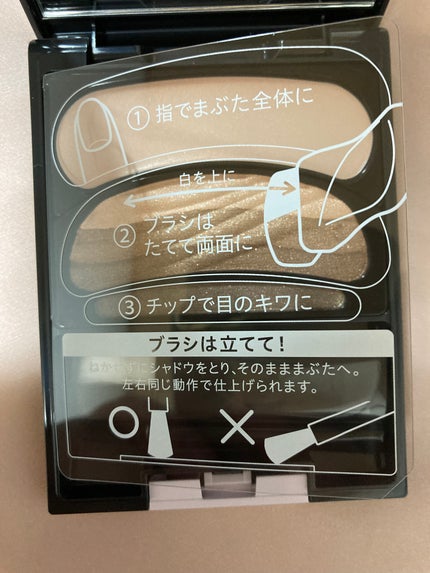 ① 指でまぶた全体に
白を上に
② ブラシは
たてて両面に
③ チップで目のキワに
ブラシは立てて！
ねかせずにシャドウをとり、そのまままぶたへ。
左右同じ動作で仕上げられます。